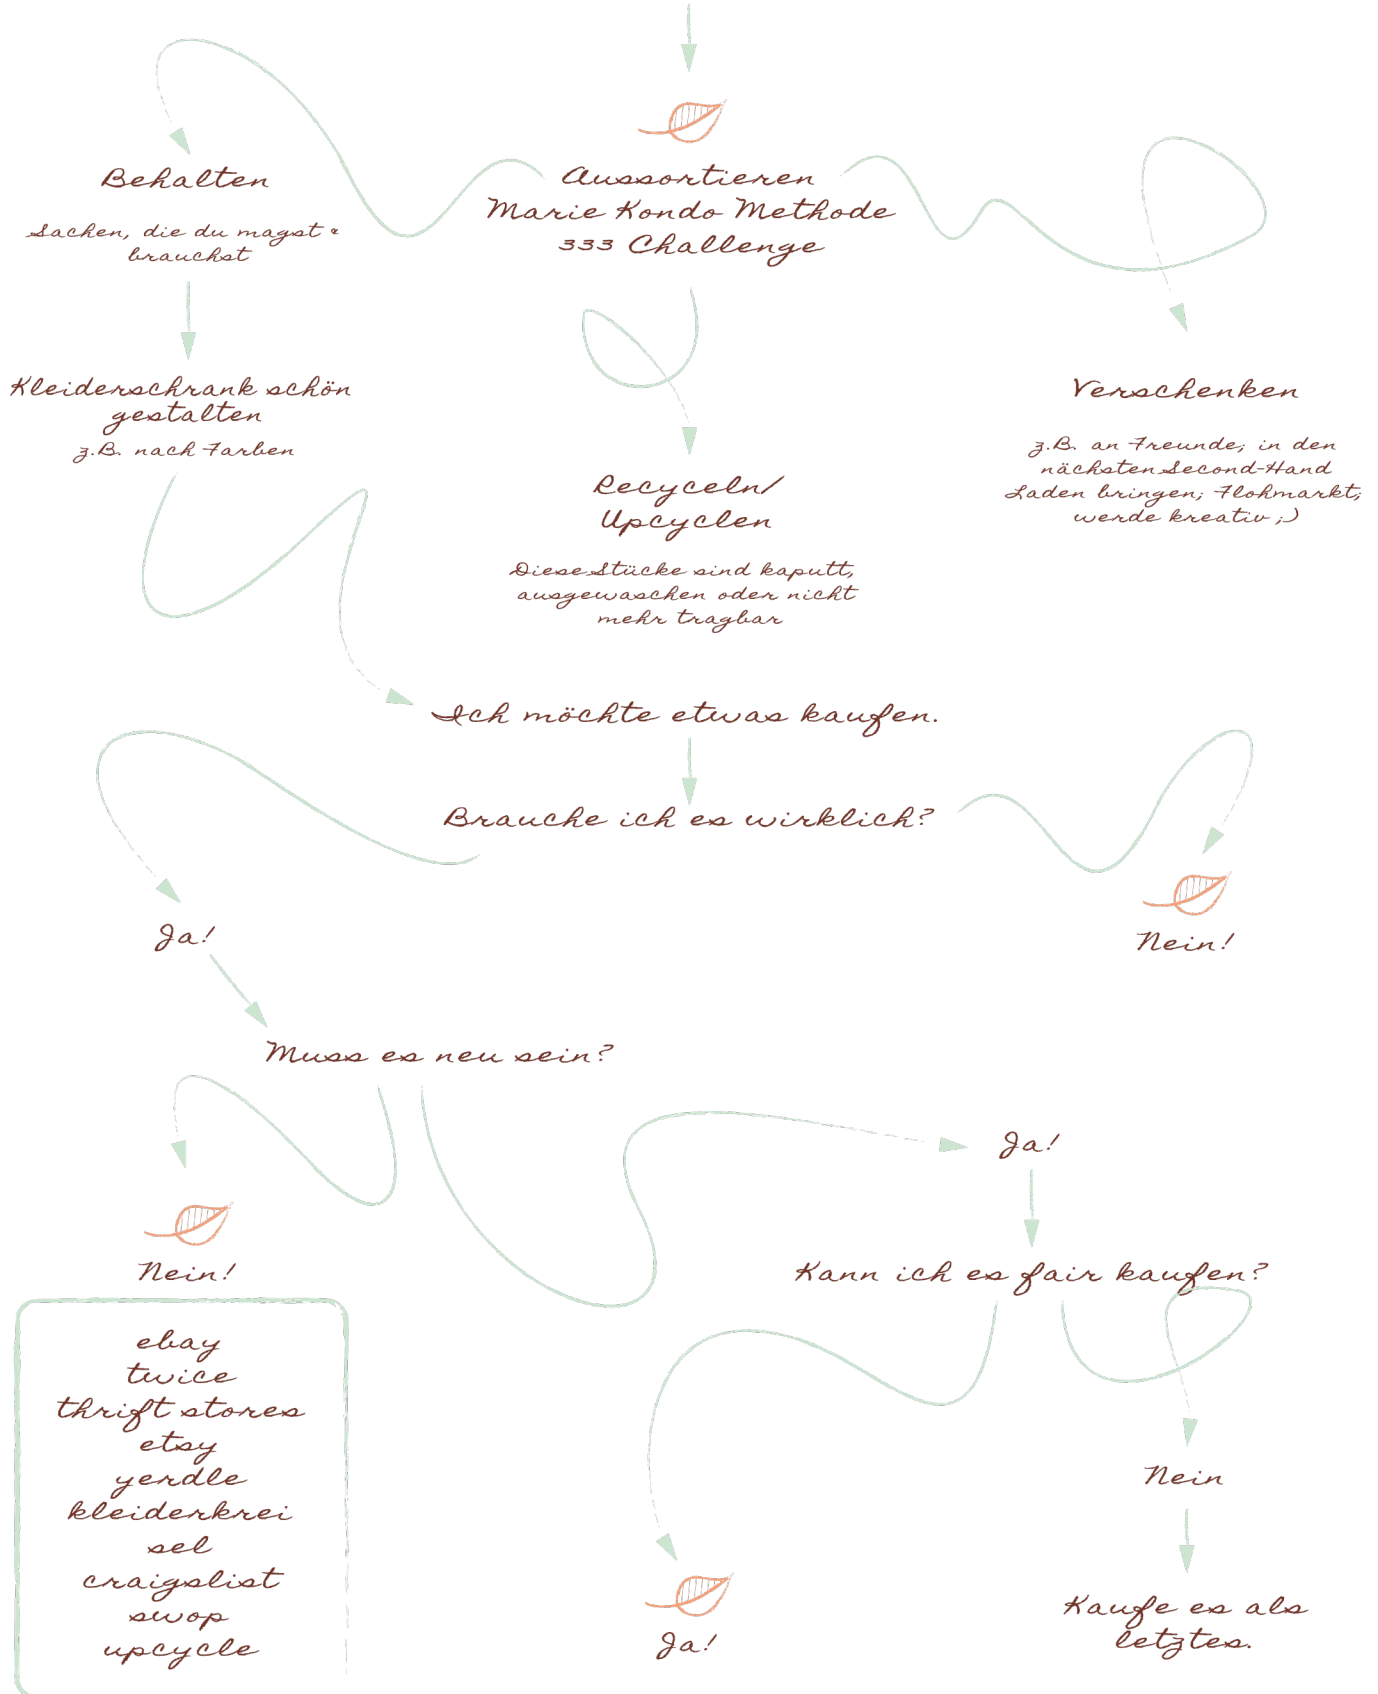 Behalten
Sachen, die du magst &
brauchst
Aussortieren
Marie Kondo Methode
333 Challenge
Kleiderschrank schön
gestalten
z.B. nach Farben
Verschenken
z.B. an Freunde; in den
nächsten Second-Hand
Laden bringen; Flohmarkt;
werde kreativ ;)
Recyceln/
Upcyclen
Diese Stücke sind kaputt,
ausgewaschen oder nicht
mehr tragbar
Ich möchte etwas kaufen.
Brauche ich es wirklich?
Ja!
Nein!
Muss es neu sein?
Ja!
Nein!
Kann ich es fair kaufen?
ebay
twice
thrift stores
etsy
yerdle
kleiderkrei
sel
craigslist
swop
upcycle
Nein
Ja!
Kaufe es als
letztes.